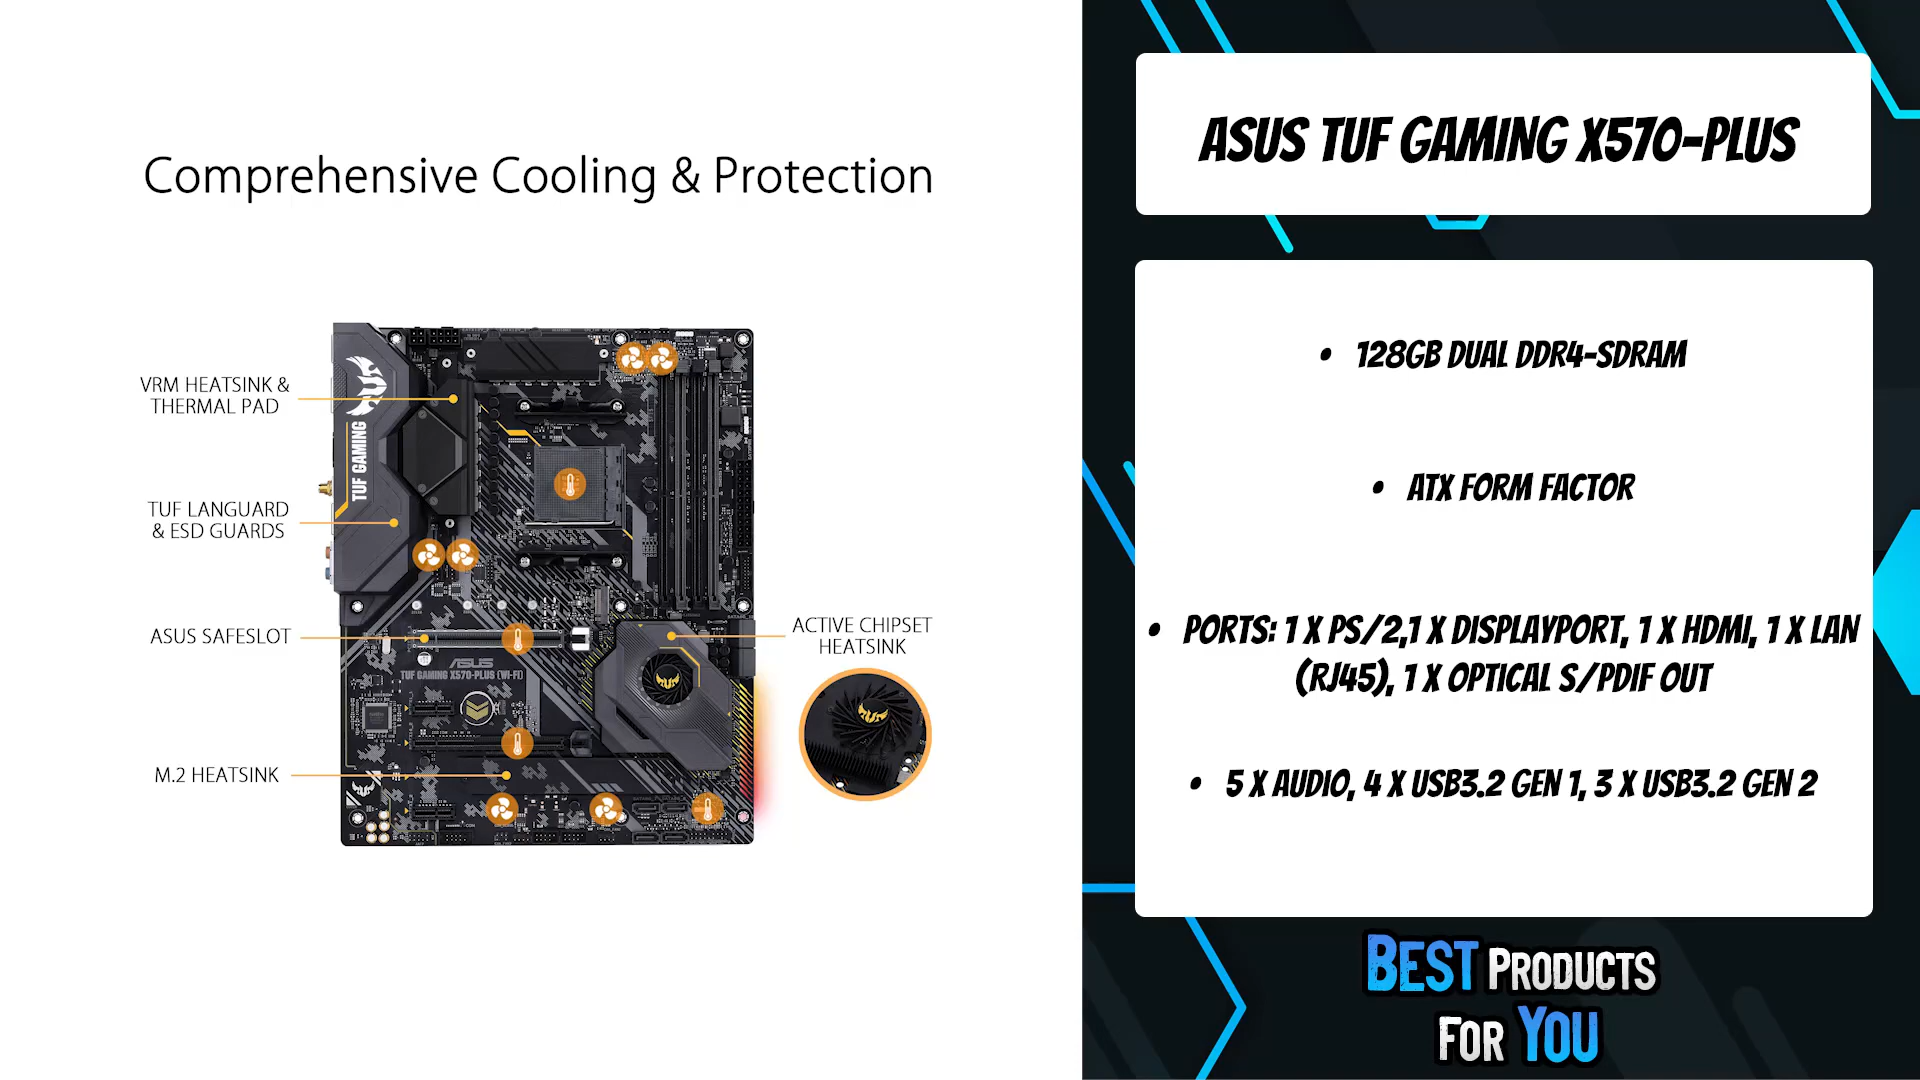 Comprehensive Cooling & Protection
VRM HEATSINK &
THERMAL PAD
TUF LANGUARD
& ESD GUARDS
ASUS SAFESLOT
M.2 HEATSINK
ACTIVE CHIPSET
HEATSINK
TUF GAMING
ASUS
TUF GAMING X570-PLUS (WI-FI)
ASUS TUF GAMING X570-PLUS
• 128GB DUAL DDR4-SDRAM
• ATX FORM FACTOR
• PORTS: 1 X PS/2,1 X DISPLAYPORT, 1 X HDMI, 1 X LAN
(RJ45), 1 X OPTICAL S/PDIF OUT
• 5 X AUDIO, 4 X USB3.2 GEN 1, 3 X USB3.2 GEN 2
BEST PRODUCTS
FOR YOU